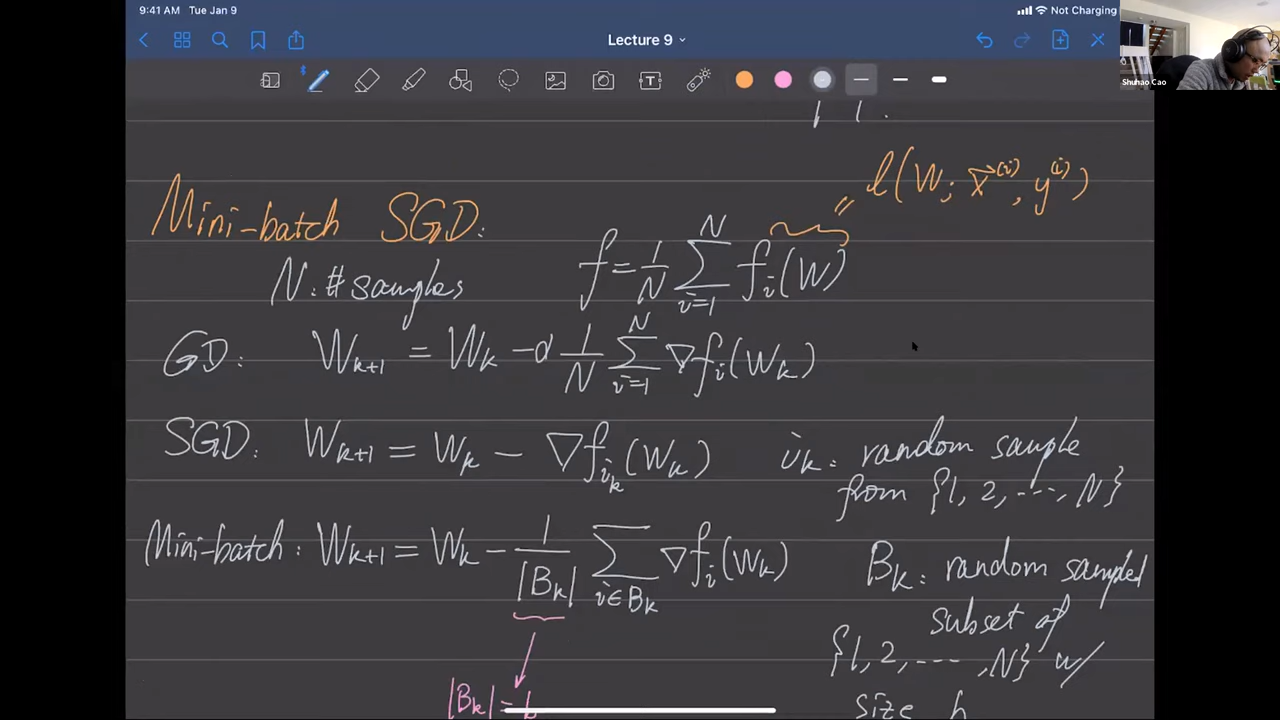 9:41 AM Tue Jan 9
Not Charging
Lecture 9
Shuhao Cao
l(W; x⃗^(i), y^(i))
Mini-batch SGD:
N: # samples
f = 1/N ∑_{i=1}^{N} f_i(W)
GD: W_{k+1} = W_k - α 1/N ∑_{i=1}^{N} ∇f_i(W_k)
SGD: W_{k+1} = W_k - ∇f_{i_k}(W_k)
i_k: random sample
from {1, 2, ..., N}
Mini-batch: W_{k+1} = W_k - 1/|B_k| ∑_{i∈B_k} ∇f_i(W_k)
B_k: random sampled
subset of
{1, 2, ..., N} w/
size b
|B_k| = b